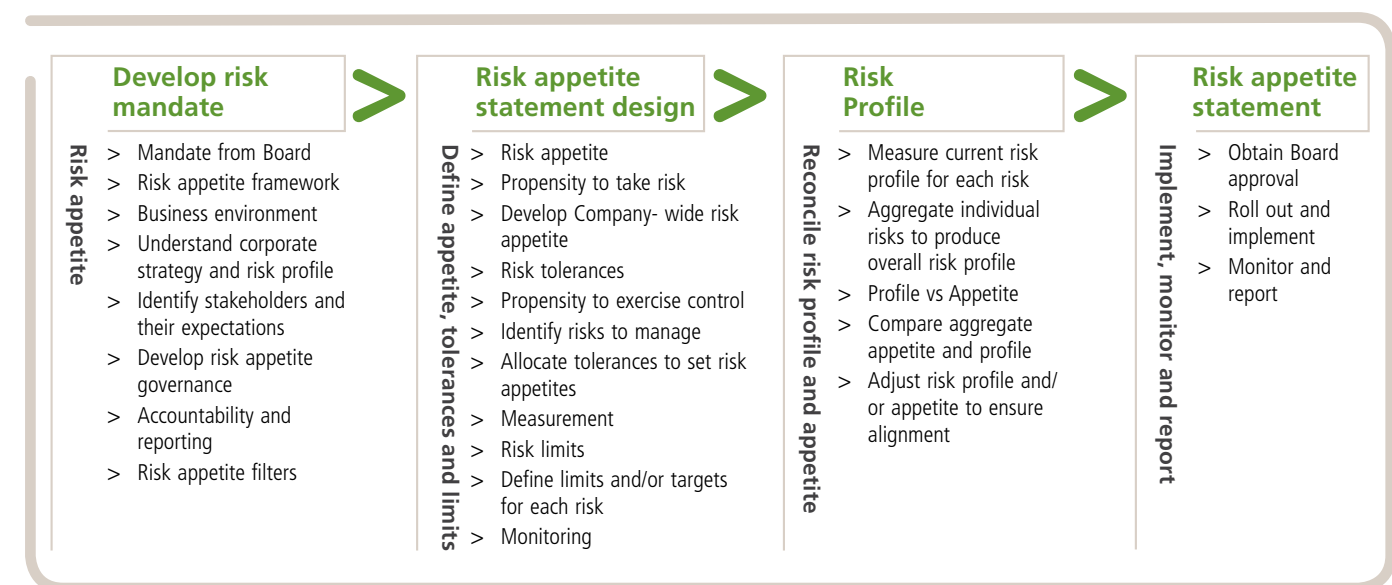 Develop risk
mandate
>
Risk appetite
> Mandate from Board
> Risk appetite framework
> Business environment
> Understand corporate
strategy and risk profile
> Identify stakeholders and
their expectations
> Develop risk appetite
governance
> Accountability and
reporting
> Risk appetite filters
Risk appetite
statement design
>
Define appetite, tolerances and limits
> Risk appetite
> Propensity to take risk
> Develop Company- wide risk
appetite
> Risk tolerances
> Propensity to exercise control
> Identify risks to manage
> Allocate tolerances to set risk
appetites
> Measurement
> Risk limits
> Define limits and/or targets
for each risk
> Monitoring
Risk
Profile
>
Reconcile risk profile and appetite
> Measure current risk
profile for each risk
> Aggregate individual
risks to produce
overall risk profile
> Profile vs Appetite
> Compare aggregate
appetite and profile
> Adjust risk profile and/
or appetite to ensure
alignment
Risk appetite
statement
Implement, monitor and report
> Obtain Board
approval
> Roll out and
implement
> Monitor and
report